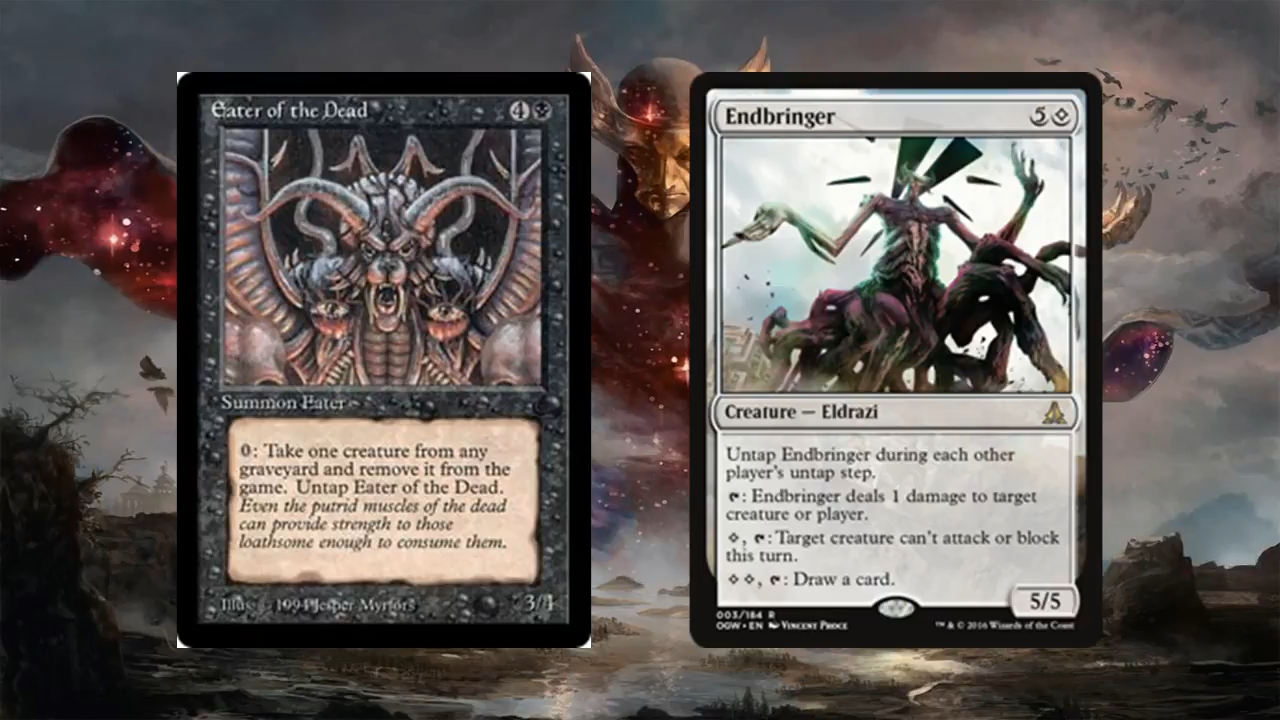 Eater of the Dead 4
Summon Eater
0: Take one creature from any
graveyard and remove it from the
game. Untap Eater of the Dead.
Even the putrid muscles of the dead
can provide strength to those
loathsome enough to consume them.
Illus. 1994 Jesper Myrfors 3/4
Endbringer 5
Creature — Eldrazi
Untap Endbringer during each other
player's untap step.
: Endbringer deals 1 damage to target
creature or player.
, : Target creature can't attack or block
this turn.
, : Draw a card.
5/5
003/184 R
OGW • EN Vincent Proce
™ & © 2016 Wizards of the Coast